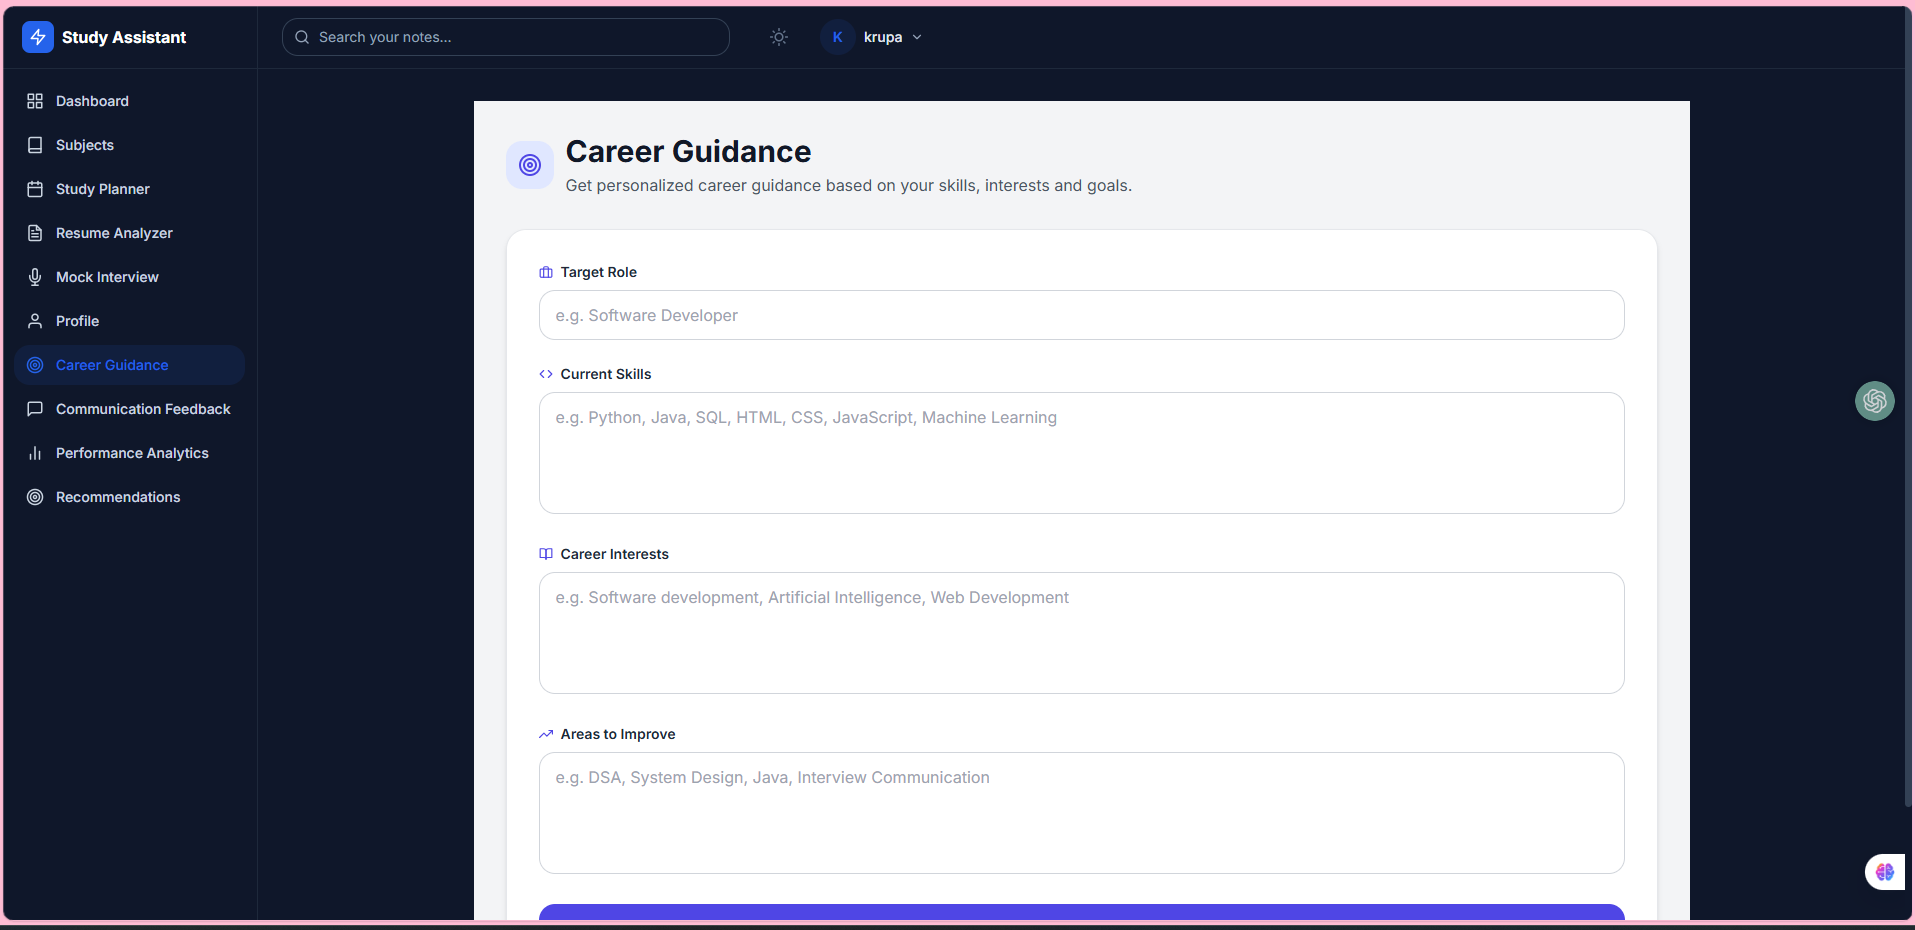 Study Assistant
Search your notes...
K
krupa
Dashboard
Subjects
Study Planner
Resume Analyzer
Mock Interview
Profile
Career Guidance
Communication Feedback
Performance Analytics
Recommendations
Career Guidance
Get personalized career guidance based on your skills, interests and goals.
Target Role
e.g. Software Developer
Current Skills
e.g. Python, Java, SQL, HTML, CSS, JavaScript, Machine Learning
Career Interests
e.g. Software development, Artificial Intelligence, Web Development
Areas to Improve
e.g. DSA, System Design, Java, Interview Communication